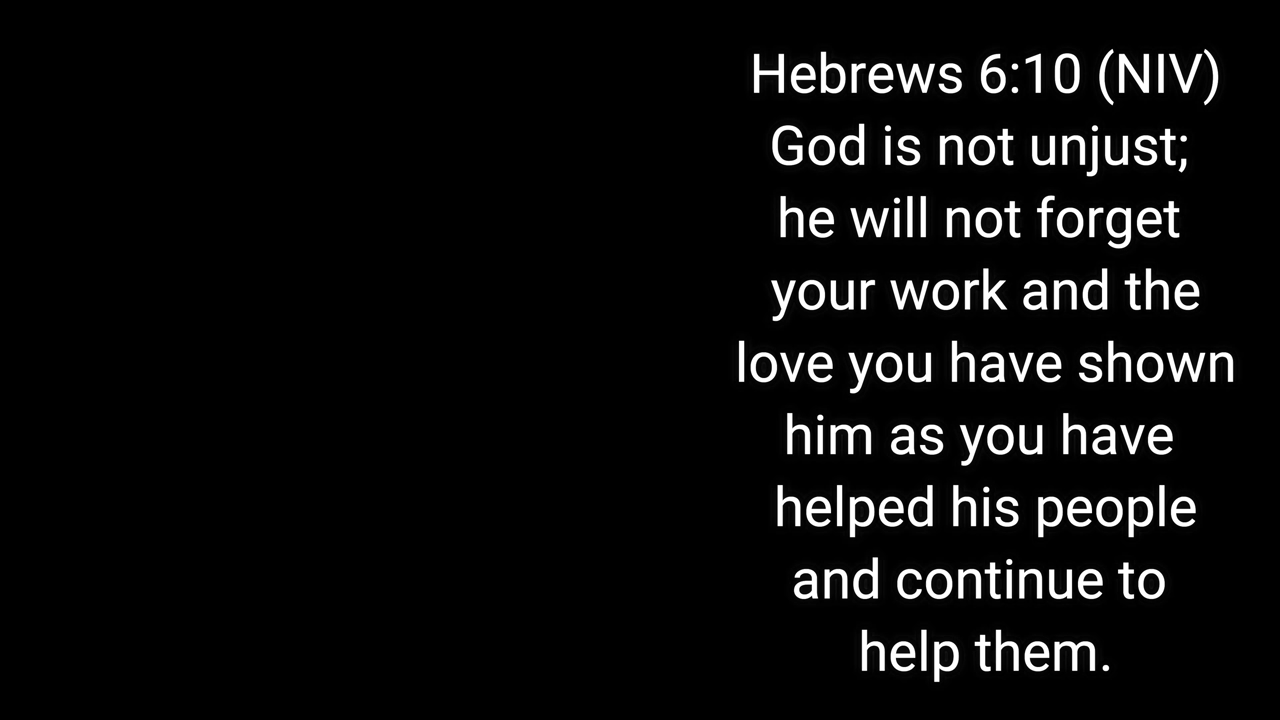 Hebrews 6:10 (NIV)
God is not unjust;
he will not forget
your work and the
love you have shown
him as you have
helped his people
and continue to
help them.